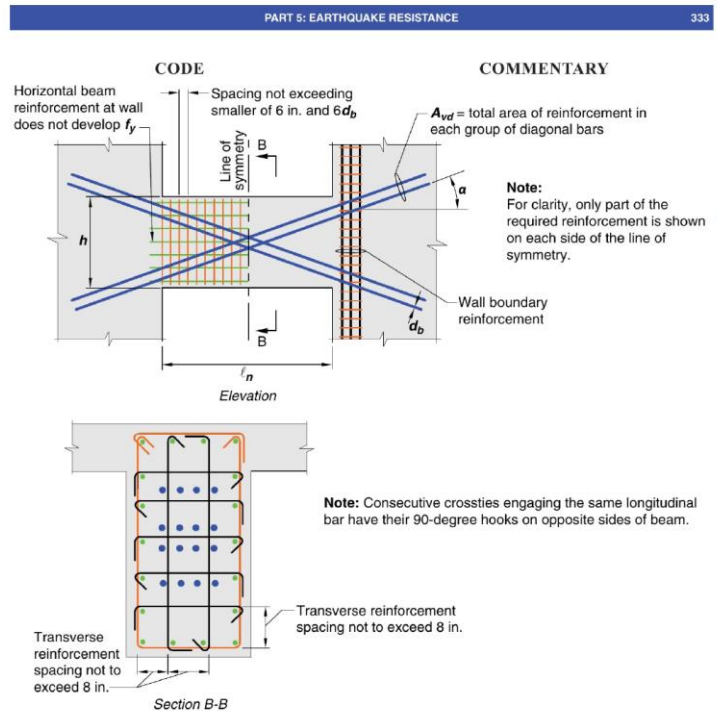 PART 5: EARTHQUAKE RESISTANCE 333
CODE
COMMENTARY
Horizontal beam
reinforcement at wall
does not develop fy
Spacing not exceeding
smaller of 6 in. and 6db
Line of
symmetry
B
Avd = total area of reinforcement in
each group of diagonal bars
α
Note:
For clarity, only part of the
required reinforcement is shown
on each side of the line of
symmetry.
h
Wall boundary
reinforcement
db
B
ℓn
Elevation
Note: Consecutive crossties engaging the same longitudinal
bar have their 90-degree hooks on opposite sides of beam.
Transverse reinforcement
spacing not to exceed 8 in.
Transverse
reinforcement
spacing not to
exceed 8 in.
Section B-B